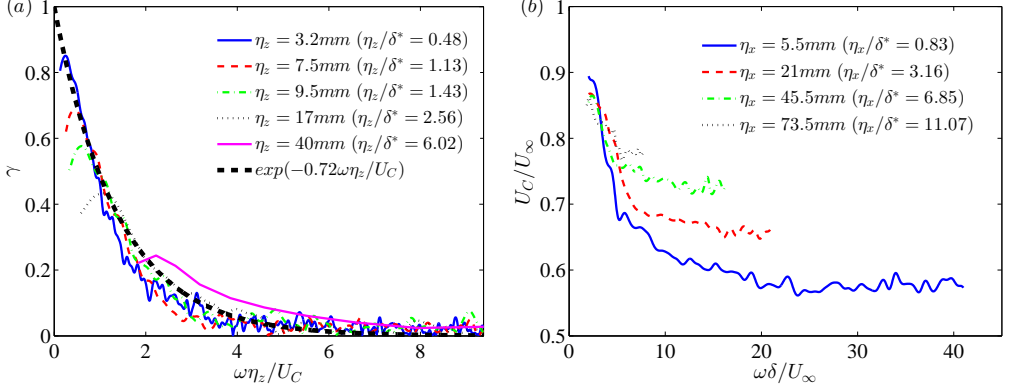 (a)
1
0.8
0.6
0.4
0.2
0
γ
0
2
4
6
8
ωη_z/U_C
η_z = 3.2mm (η_z/δ* = 0.48)
η_z = 7.5mm (η_z/δ* = 1.13)
η_z = 9.5mm (η_z/δ* = 1.43)
η_z = 17mm (η_z/δ* = 2.56)
η_z = 40mm (η_z/δ* = 6.02)
exp(−0.72ωη_z/U_C)
(b)
1
0.9
0.8
0.7
0.6
0.5
U_C/U_∞
0
10
20
30
40
ωδ/U_∞
η_x = 5.5mm (η_x/δ* = 0.83)
η_x = 21mm (η_x/δ* = 3.16)
η_x = 45.5mm (η_x/δ* = 6.85)
η_x = 73.5mm (η_x/δ* = 11.07)